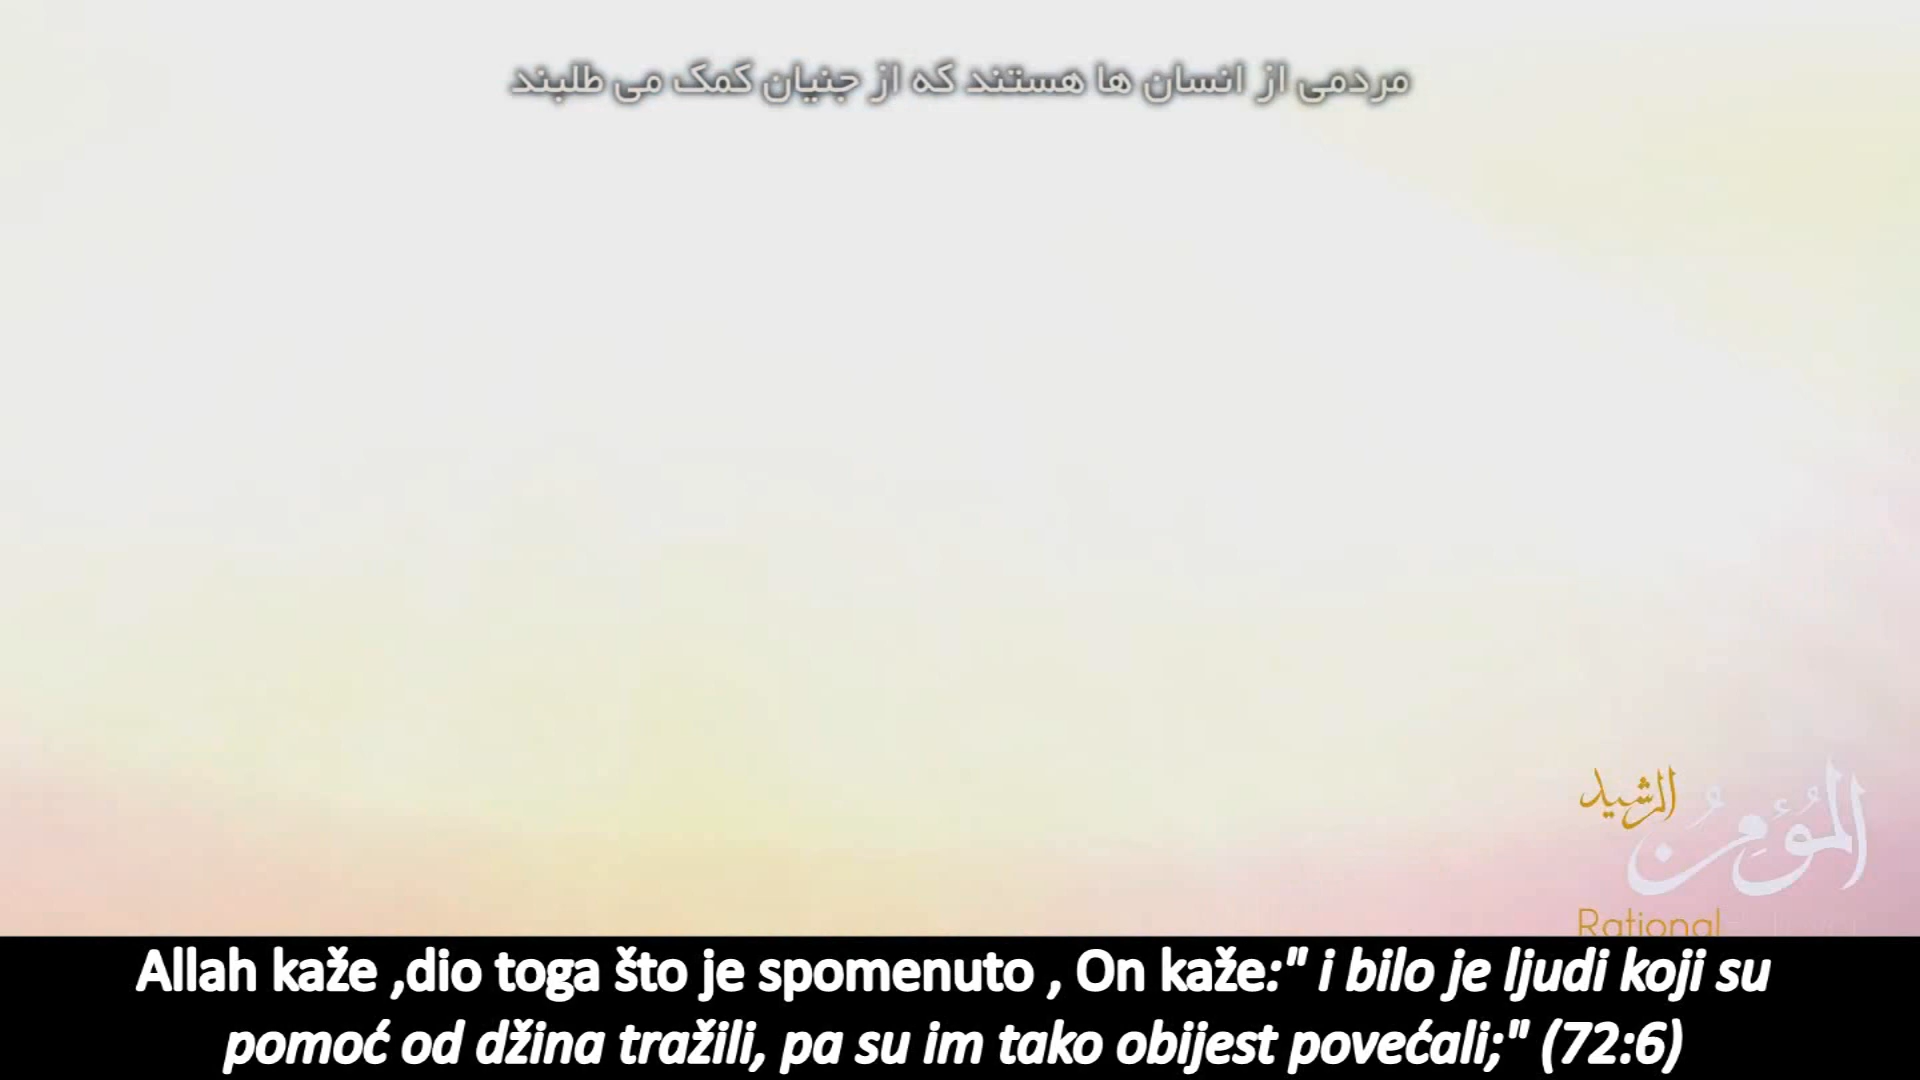 مردمی از انسان ها هستند که از جنیان کمک می طلبند
الرشيد
المُؤمِنُ
Rational
Allah kaže ,dio toga što je spomenuto , On kaže:" i bilo je ljudi koji su
pomoć od džina tražili, pa su im tako obijest povećali;" (72:6)